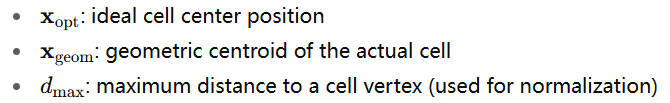 • x_opt: ideal cell center position
• x_geom: geometric centroid of the actual cell
• d_max: maximum distance to a cell vertex (used for normalization)